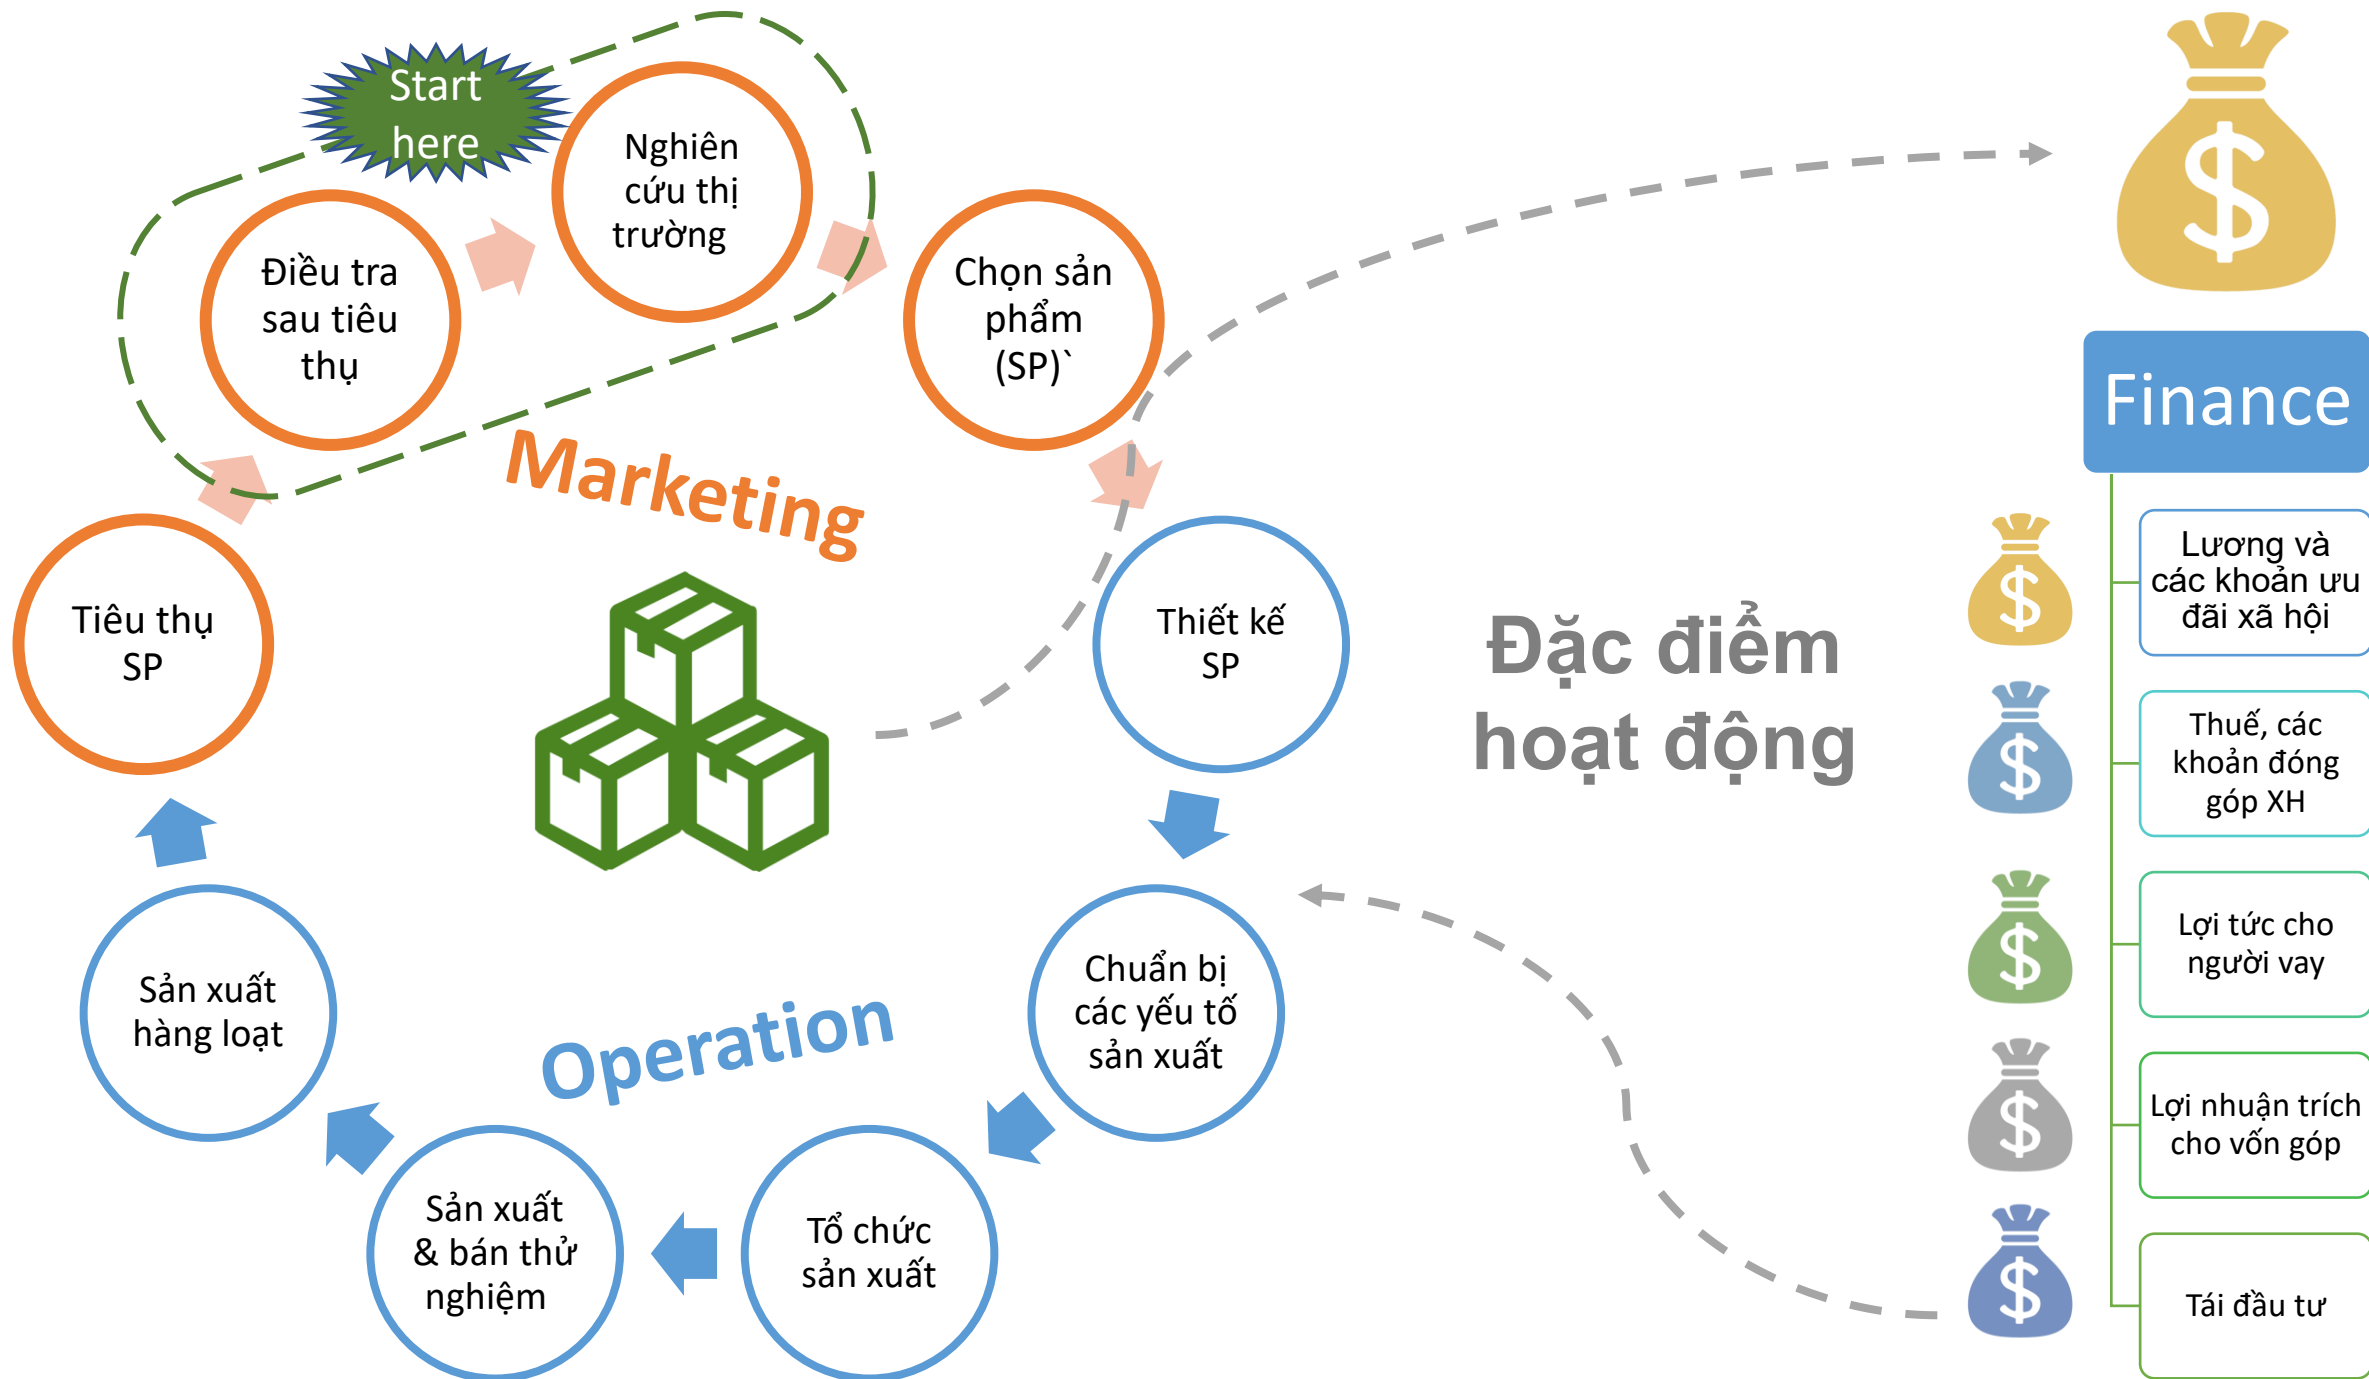 Start
here
Nghiên
cứu thị
trường
Điều tra
sau tiêu
thụ
Chọn sản
phẩm
(SP)`
Marketing
Tiêu thụ
SP
Thiết kế
SP
Sản xuất
hàng loạt
Chuẩn bị
các yếu tố
sản xuất
Operation
Sản xuất
& bán thử
nghiệm
Tổ chức
sản xuất
Đặc điểm
hoạt động
$
Finance
$
Lương và
các khoản ưu
đãi xã hội
$
Thuế, các
khoản đóng
góp XH
$
Lợi tức cho
người vay
$
Lợi nhuận trích
cho vốn góp
$
Tái đầu tư